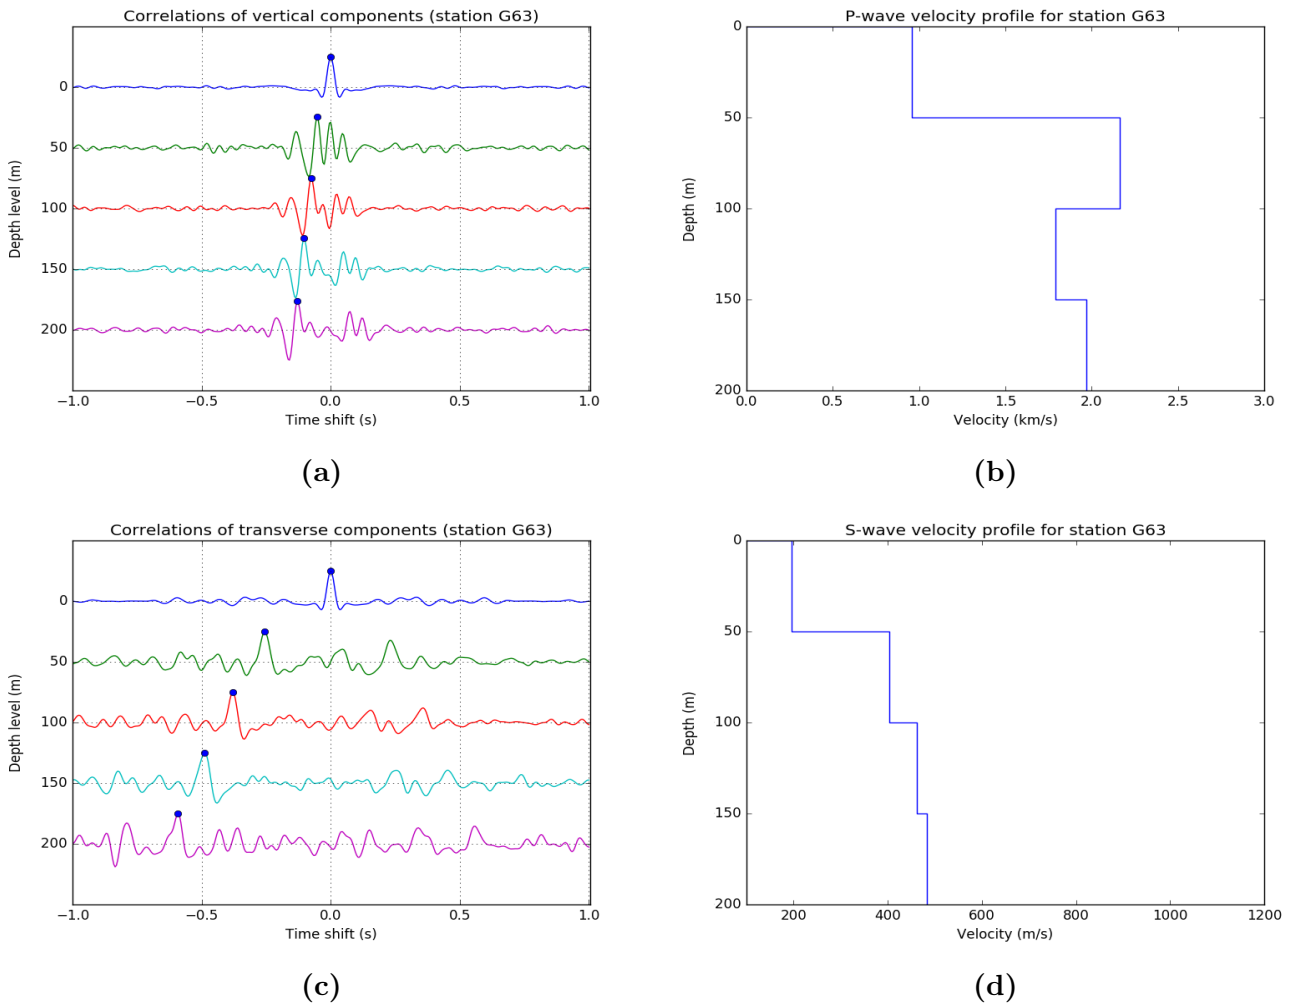 Correlations of vertical components (station G63)
Depth level (m)
0
50
100
150
200
−1.0 −0.5 0.0 0.5 1.0
Time shift (s)
(a)
P-wave velocity profile for station G63
Depth (m)
0
50
100
150
200
0.0 0.5 1.0 1.5 2.0 2.5 3.0
Velocity (km/s)
(b)
Correlations of transverse components (station G63)
Depth level (m)
0
50
100
150
200
−1.0 −0.5 0.0 0.5 1.0
Time shift (s)
(c)
S-wave velocity profile for station G63
Depth (m)
0
50
100
150
200
200 400 600 800 1000 1200
Velocity (m/s)
(d)